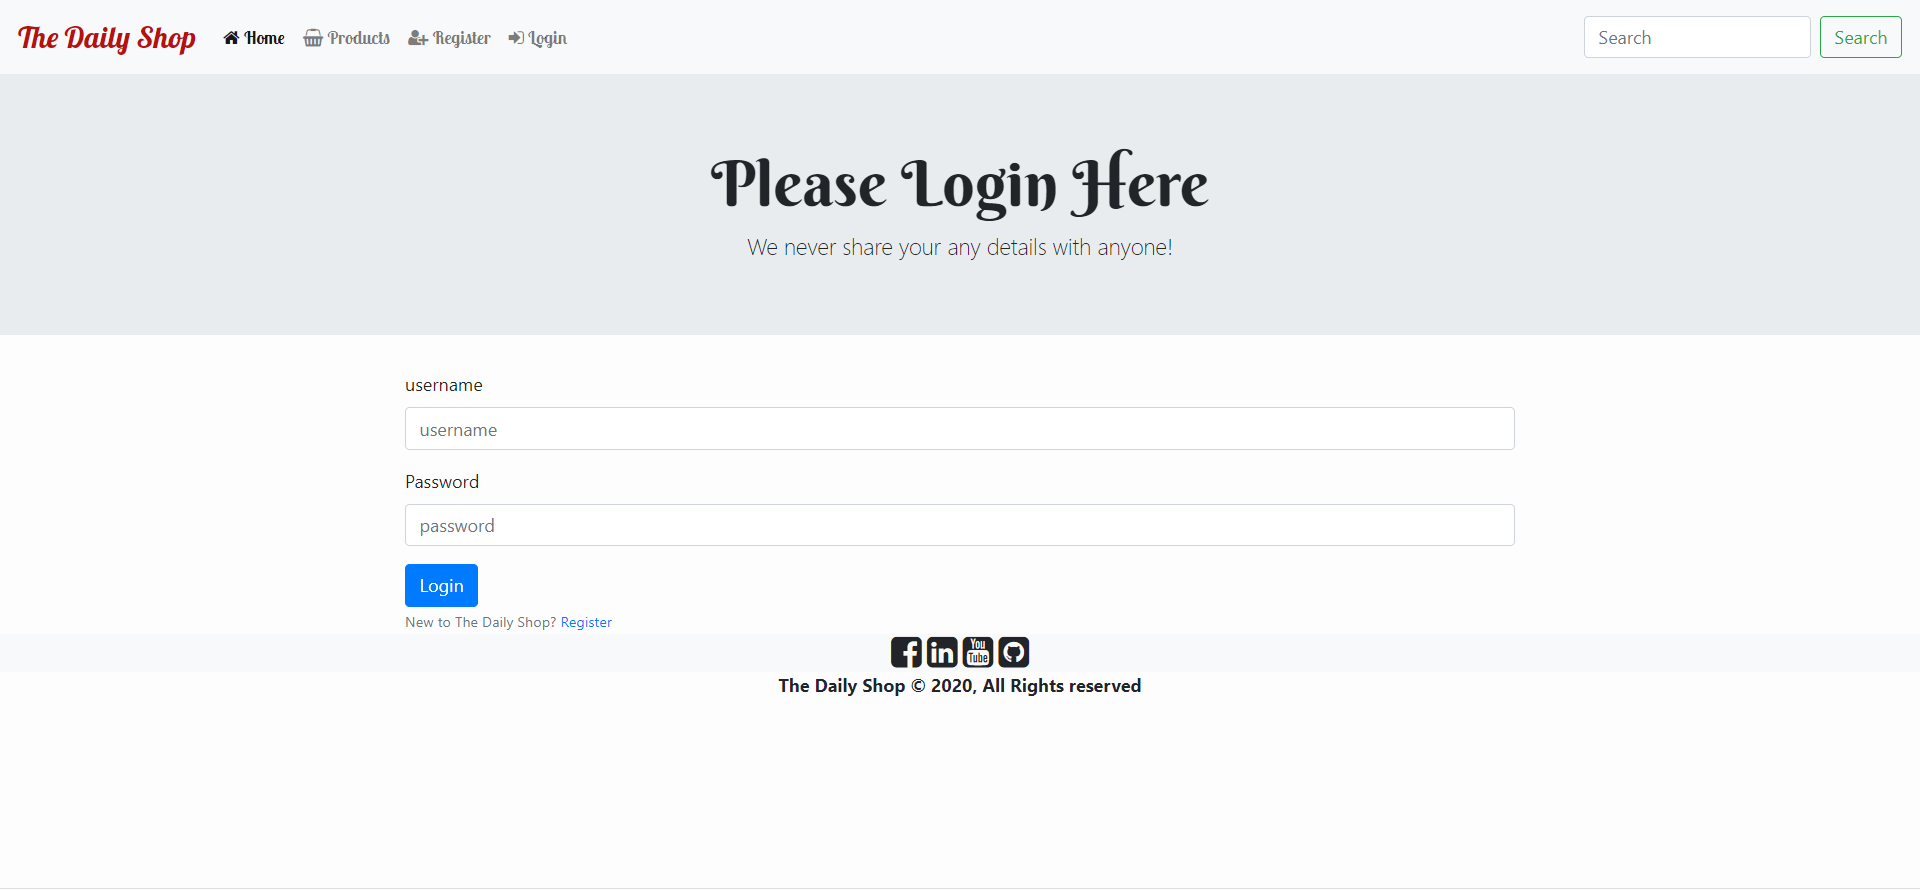 The Daily Shop Home Products Register Login Search Search
Please Login Here
We never share your any details with anyone!
username
username
Password
password
Login
New to The Daily Shop? Register
You
Tube
The Daily Shop © 2020, All Rights reserved